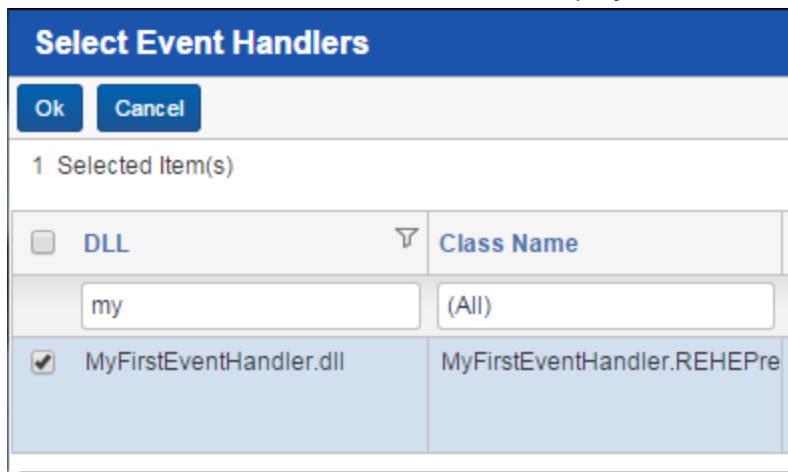 Select Event Handlers
Ok Cancel
1 Selected Item(s)
DLL Class Name
my (All)
MyFirstEventHandler.dll MyFirstEventHandler.REHEPre